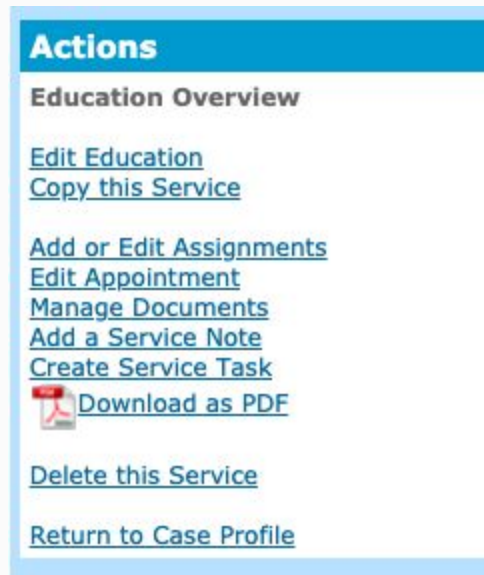 Actions
Education Overview
Edit Education
Copy this Service
Add or Edit Assignments
Edit Appointment
Manage Documents
Add a Service Note
Create Service Task
PDF
Download as PDF
Delete this Service
Return to Case Profile